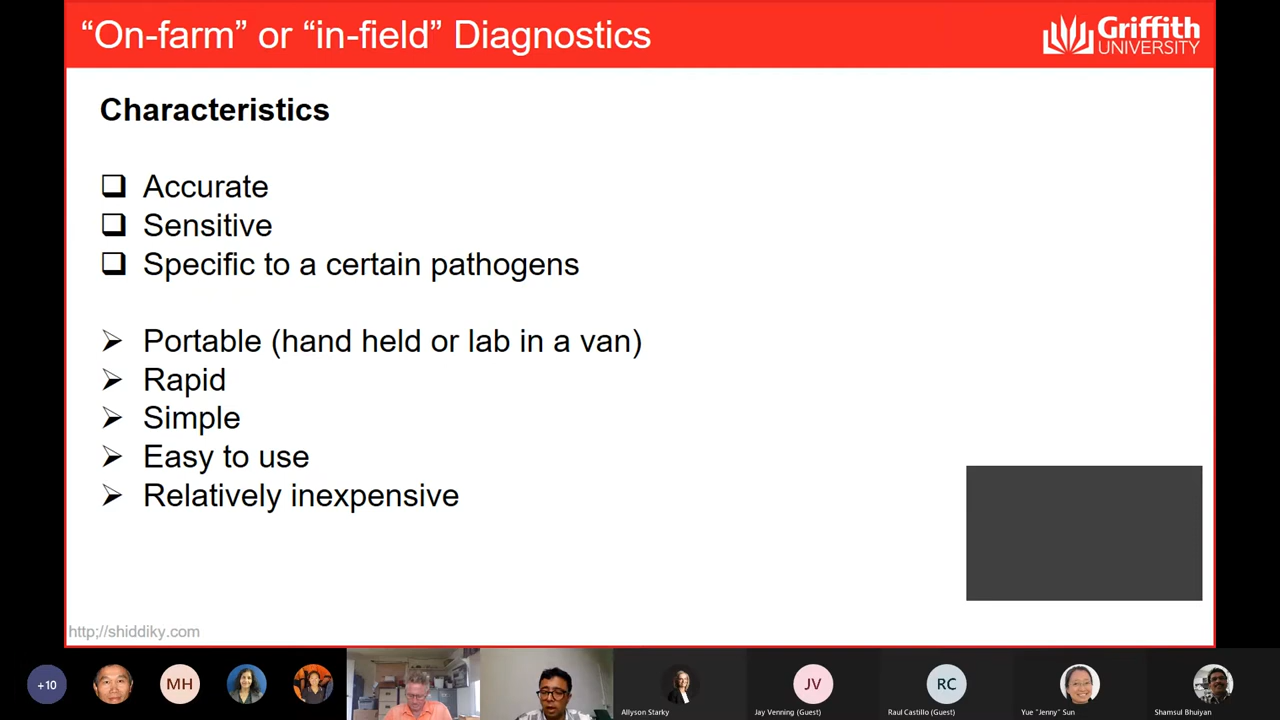 “On-farm” or “in-field” Diagnostics
Griffith
UNIVERSITY
Characteristics
Accurate
Sensitive
Specific to a certain pathogens
Portable (hand held or lab in a van)
Rapid
Simple
Easy to use
Relatively inexpensive
http;//shiddiky.com
+10
MH
JV
RC
Allyson Starky
Jay Venning (Guest)
Raul Castillo (Guest)
Yue "Jenny" Sun
Shamsul Bhuiyan